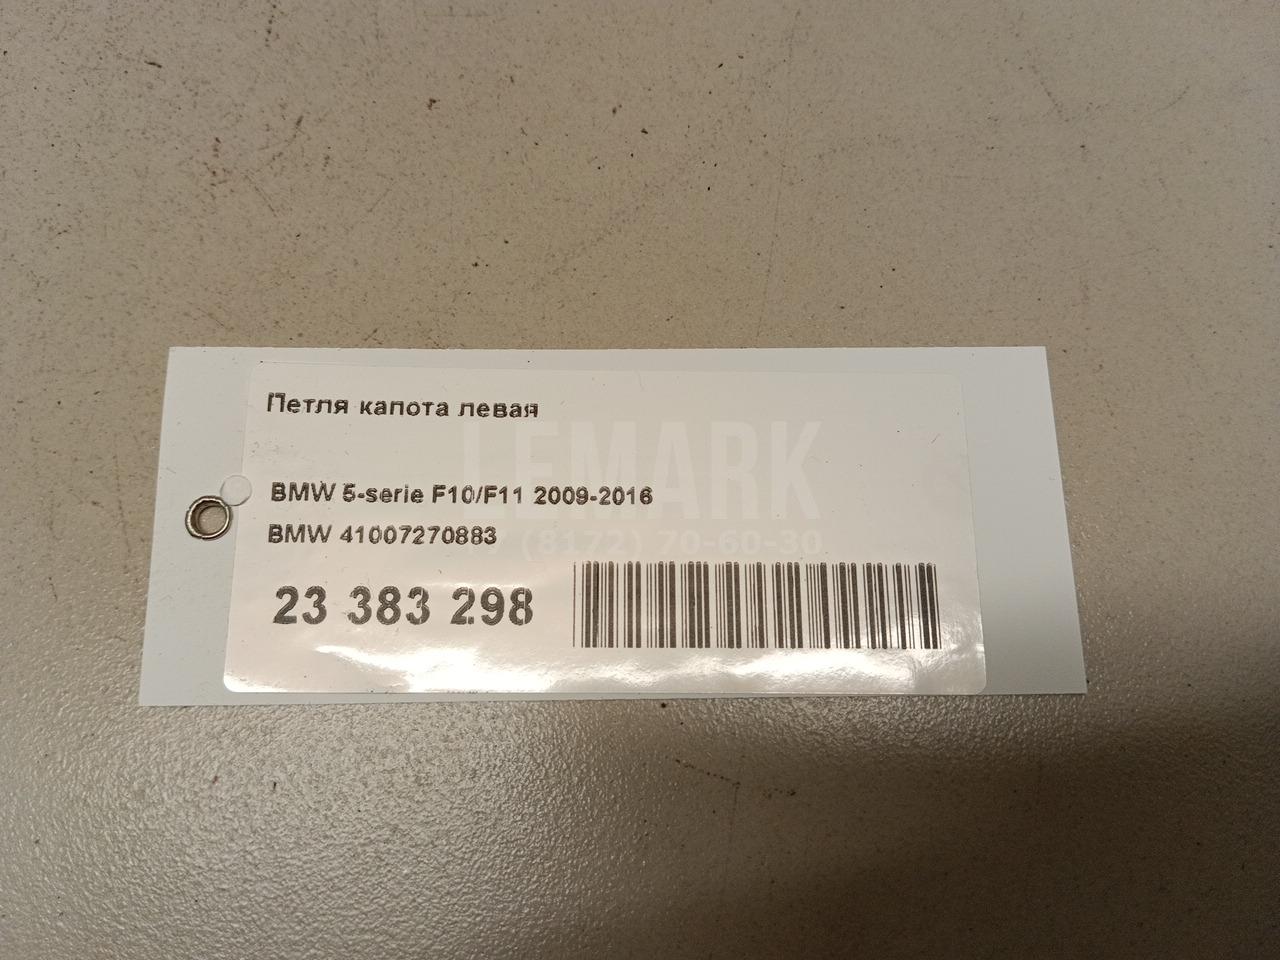 Петля капота левая
LEMARK
BMW 5-serie F10/F11 2009-2016
BMW 41007270883
+7 (8172) 70-60-30
23 383 298